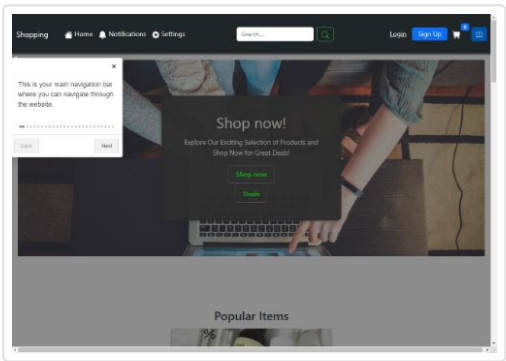 Shopping Home Notifications Settings Search... Login Sign Up 0
This is your main navigation bar
where you can navigate through
the website.
Back Next
Shop now!
Explore Our Exciting Selection of Products and
Shop Now for Great Deals!
Shop now
Deals
Popular Items
%